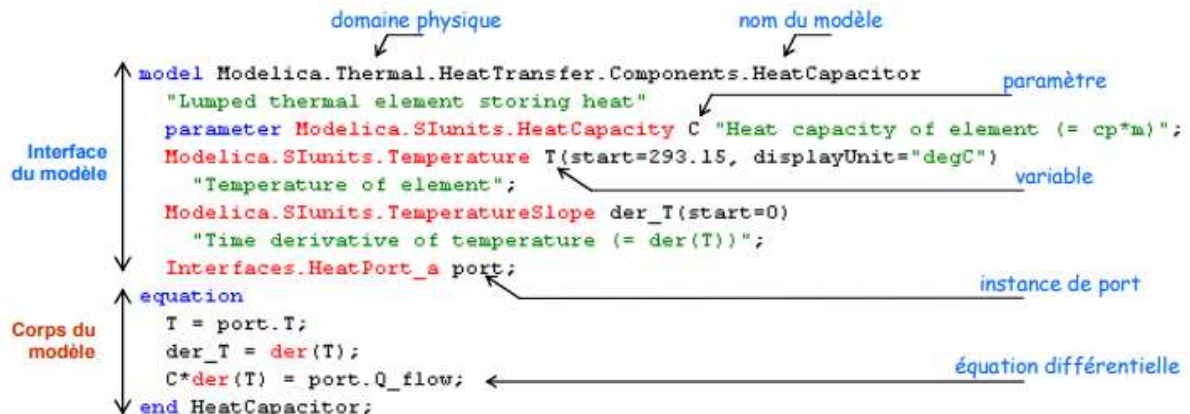 domaine physique nom du modèle
model Modelica.Thermal.HeatTransfer.Components.HeatCapacitor
"Lumped thermal element storing heat" paramètre
parameter Modelica.SIunits.HeatCapacity C "Heat capacity of element (= cp*m)";
Interface
du modèle
Modelica.SIunits.Temperature T(start=293.15, displayUnit="degC")
"Temperature of element"; variable
Modelica.SIunits.TemperatureSlope der_T(start=0)
"Time derivative of temperature (= der(T))";
Interfaces.HeatPort_a port;
instance de port
equation
Corps du
modèle
T = port.T;
der_T = der(T);
C*der(T) = port.Q_flow; équation différentielle
end HeatCapacitor;